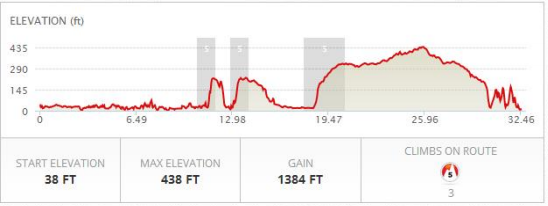 ELEVATION (ft)
435
290
145
0
5
5
5
0
6.49
12.98
19.47
25.96
32.46
START ELEVATION
38 FT
MAX ELEVATION
438 FT
GAIN
1384 FT
CLIMBS ON ROUTE
5
3